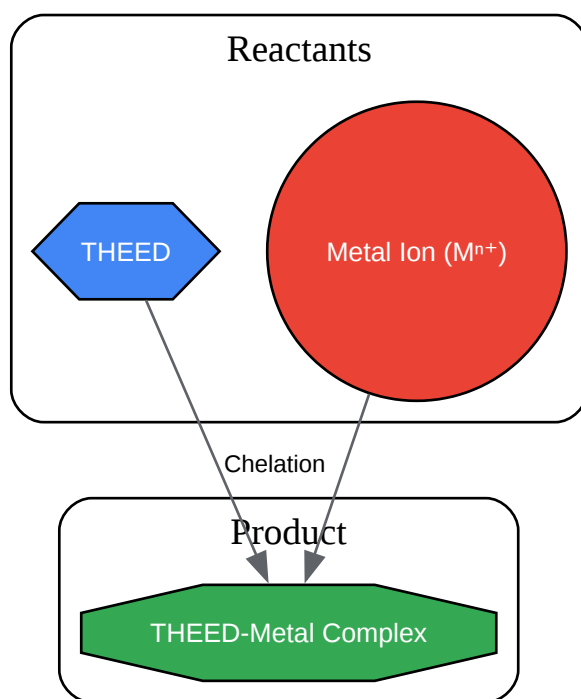 Reactants
THEED
Metal Ion (Mⁿ⁺)
Chelation
Product
THEED-Metal Complex